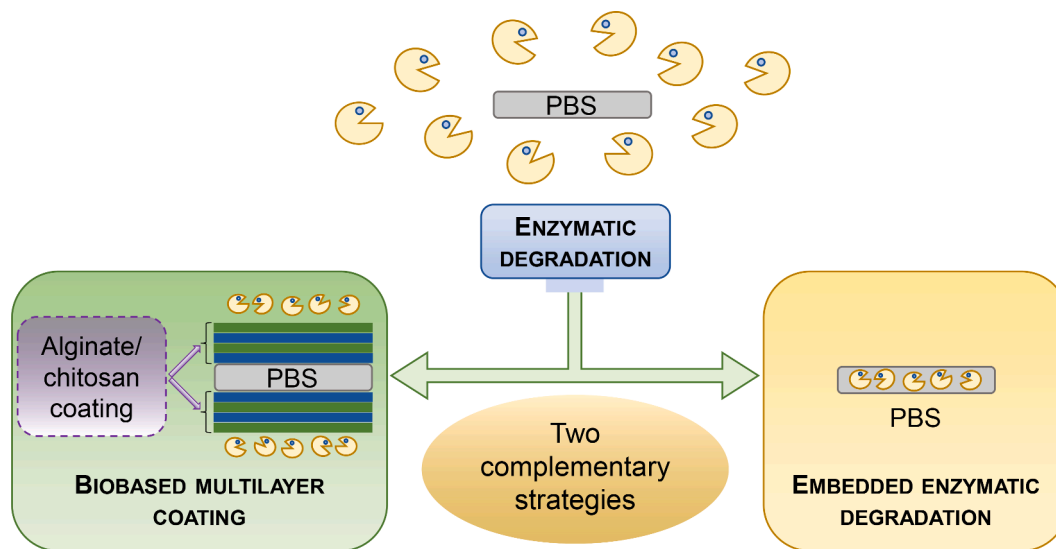 PBS
ENZYMATIC
DEGRADATION
Alginate/
chitosan
coating
PBS
BIOBASED MULTILAYER
COATING
Two
complementary
strategies
PBS
EMBEDDED ENZYMATIC
DEGRADATION